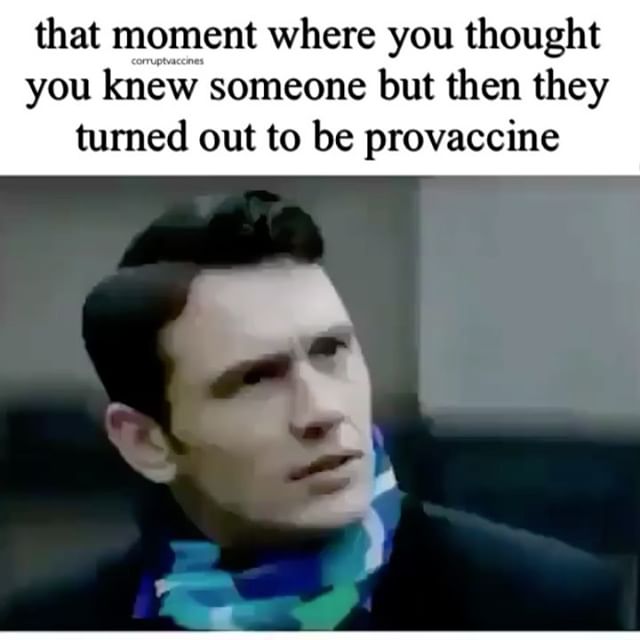 that moment where you thought
corruptvaccines
you knew someone but then they
turned out to be provaccine